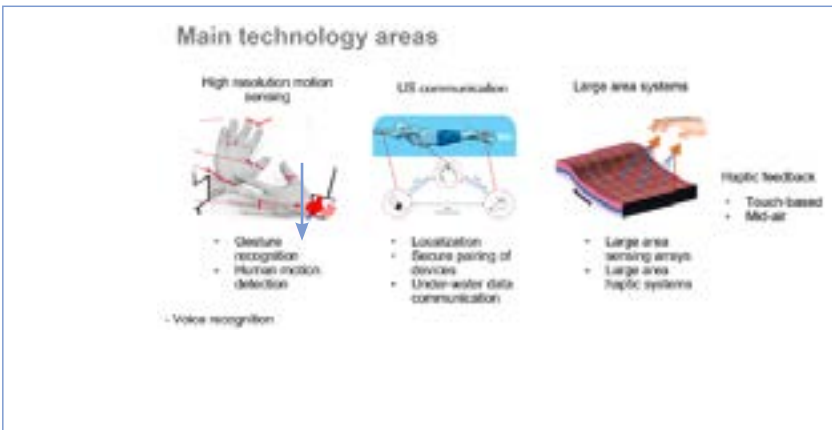 Main technology areas
High resolution motion
sensing
• Gesture
recognition
• Human motion
detection
- Voice recognition
US communication
• Localization
• Secure pairing of
devices
• Under-water data
communication
Large area systems
• Large area
sensing arrays
• Large area
haptic systems
Haptic feedback
• Touch-based
• Mid-air